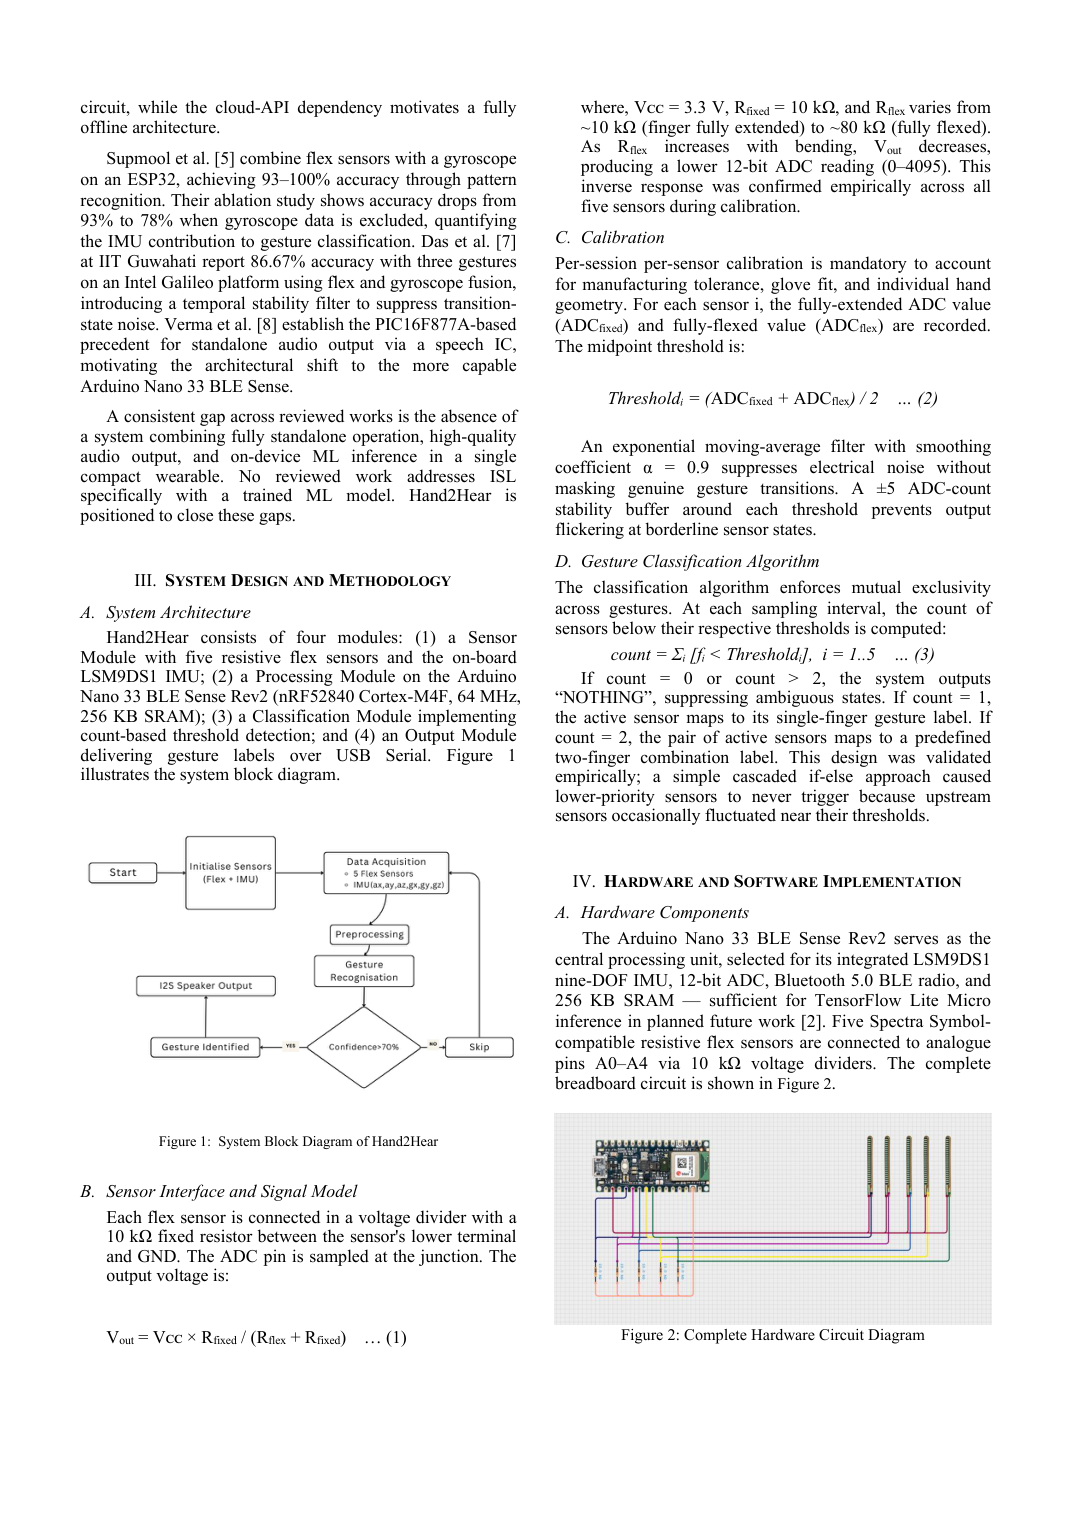 circuit, while the cloud-API dependency motivates a fully
offline architecture.
Supmool et al. [5] combine flex sensors with a gyroscope
on an ESP32, achieving 93–100% accuracy through pattern
recognition. Their ablation study shows accuracy drops from
93% to 78% when gyroscope data is excluded, quantifying
the IMU contribution to gesture classification. Das et al. [7]
at IIT Guwahati report 86.67% accuracy with three gestures
on an Intel Galileo platform using flex and gyroscope fusion,
introducing a temporal stability filter to suppress transition-
state noise. Verma et al. [8] establish the PIC16F877A-based
precedent for standalone audio output via a speech IC,
motivating the architectural shift to the more capable
Arduino Nano 33 BLE Sense.
A consistent gap across reviewed works is the absence of
a system combining fully standalone operation, high-quality
audio output, and on-device ML inference in a single
compact wearable. No reviewed work addresses ISL
specifically with a trained ML model. Hand2Hear is
positioned to close these gaps.
III. SYSTEM DESIGN AND METHODOLOGY
A. System Architecture
Hand2Hear consists of four modules: (1) a Sensor
Module with five resistive flex sensors and the on-board
LSM9DS1 IMU; (2) a Processing Module on the Arduino
Nano 33 BLE Sense Rev2 (nRF52840 Cortex-M4F, 64 MHz,
256 KB SRAM); (3) a Classification Module implementing
count-based threshold detection; and (4) an Output Module
delivering gesture labels over USB Serial. Figure 1
illustrates the system block diagram.
Start
Initialise Sensors
(Flex + IMU)
Data Acquisition
5 Flex Sensors
IMU(ax,ay,az,gx,gy,gz)
Preprocessing
Gesture
Recognisation
I2S Speaker Output
Gesture Identified
YES
Confidence>70%
NO
Skip
Figure 1: System Block Diagram of Hand2Hear
B. Sensor Interface and Signal Model
Each flex sensor is connected in a voltage divider with a
10 kΩ fixed resistor between the sensor's lower terminal
and GND. The ADC pin is sampled at the junction. The
output voltage is:
Vout = Vcc × Rfixed / (Rflex + Rfixed) … (1)
where, Vcc = 3.3 V, Rfixed = 10 kΩ, and Rflex varies from
~10 kΩ (finger fully extended) to ~80 kΩ (fully flexed).
As Rflex increases with bending, Vout decreases,
producing a lower 12-bit ADC reading (0–4095). This
inverse response was confirmed empirically across all
five sensors during calibration.
C. Calibration
Per-session per-sensor calibration is mandatory to account
for manufacturing tolerance, glove fit, and individual hand
geometry. For each sensor i, the fully-extended ADC value
(ADCfixed) and fully-flexed value (ADCflex) are recorded.
The midpoint threshold is:
Thresholdi = (ADCfixed + ADCflex) / 2 … (2)
An exponential moving-average filter with smoothing
coefficient α = 0.9 suppresses electrical noise without
masking genuine gesture transitions. A ±5 ADC-count
stability buffer around each threshold prevents output
flickering at borderline sensor states.
D. Gesture Classification Algorithm
The classification algorithm enforces mutual exclusivity
across gestures. At each sampling interval, the count of
sensors below their respective thresholds is computed:
count = Σi [fi < Thresholdi], i = 1..5 … (3)
If count = 0 or count > 2, the system outputs
“NOTHING”, suppressing ambiguous states. If count = 1,
the active sensor maps to its single-finger gesture label. If
count = 2, the pair of active sensors maps to a predefined
two-finger combination label. This design was validated
empirically; a simple cascaded if-else approach caused
lower-priority sensors to never trigger because upstream
sensors occasionally fluctuated near their thresholds.
IV. HARDWARE AND SOFTWARE IMPLEMENTATION
A. Hardware Components
The Arduino Nano 33 BLE Sense Rev2 serves as the
central processing unit, selected for its integrated LSM9DS1
nine-DOF IMU, 12-bit ADC, Bluetooth 5.0 BLE radio, and
256 KB SRAM — sufficient for TensorFlow Lite Micro
inference in planned future work [2]. Five Spectra Symbol-
compatible resistive flex sensors are connected to analogue
pins A0–A4 via 10 kΩ voltage dividers. The complete
breadboard circuit is shown in Figure 2.
Figure 2: Complete Hardware Circuit Diagram